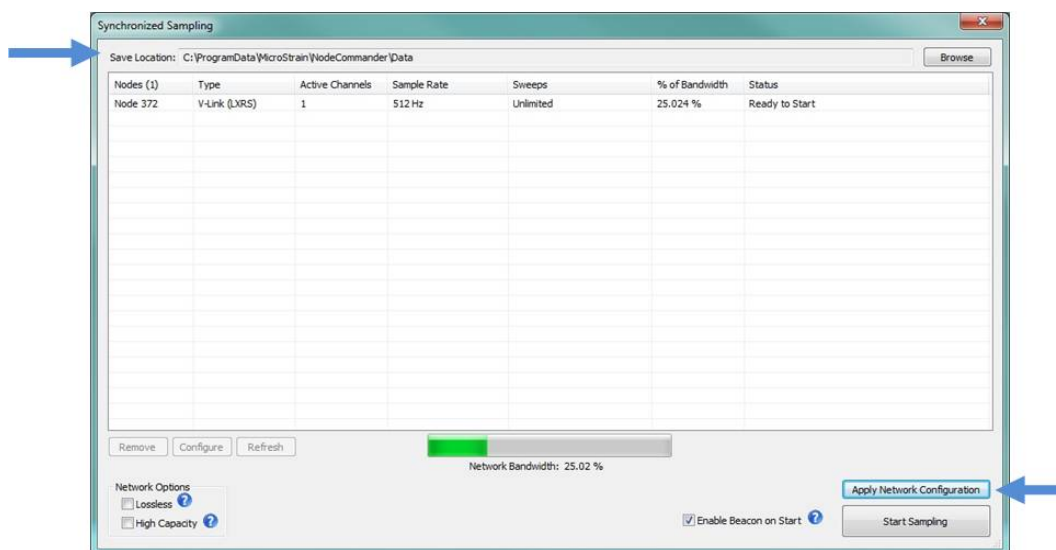 Synchronized Sampling
Save Location: C:\ProgramData\MicroStrain\NodeCommander\Data Browse
Nodes (1) Type Active Channels Sample Rate Sweeps % of Bandwidth Status
Node 372 V-Link (LXRS) 1 512 Hz Unlimited 25.024 % Ready to Start
Remove Configure Refresh
Network Bandwidth: 25.02 %
Network Options
Lossless ?
High Capacity ?
Apply Network Configuration
Enable Beacon on Start ?
Start Sampling